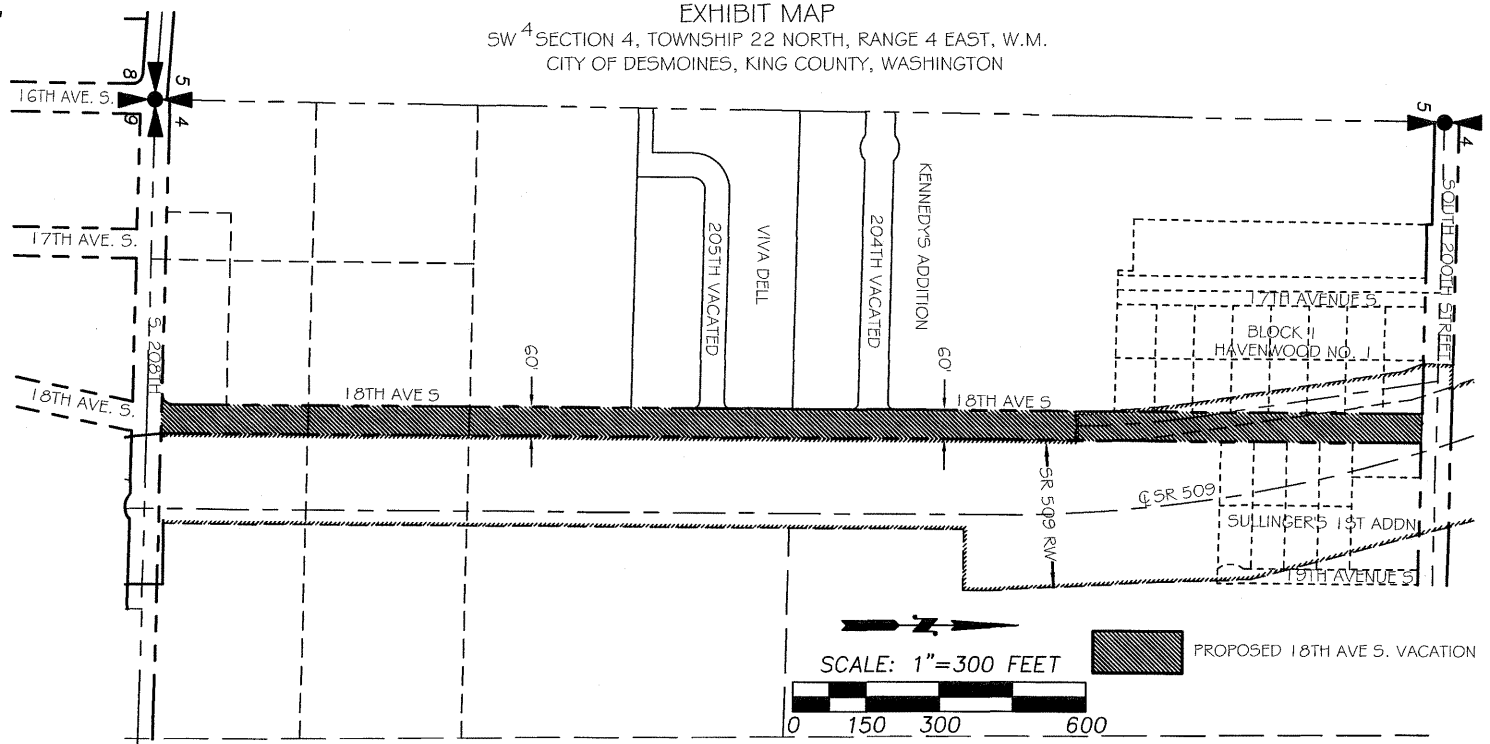 EXHIBIT MAP
SW 4 SECTION 4, TOWNSHIP 22 NORTH, RANGE 4 EAST, W.M.
CITY OF DESMOINES, KING COUNTY, WASHINGTON
8
5
16TH AVE. S.
9
4
5
4
SOUTH 200TH STREET
KENNEDY'S ADDITION
204TH VACATED
VIVA DELL
205TH VACATED
17TH AVE. S.
17TH AVENUE S
BLOCK 1
HAVENWOOD NO. 1
S. 208TH
60'
60'
18TH AVE. S.
18TH AVE S
18TH AVE S
SR 509 RW
℄ SR 509
SULLINGER'S 1ST ADDN
19TH AVENUE S
Z
SCALE: 1"=300 FEET
0 150 300 600
PROPOSED 18TH AVE S. VACATION